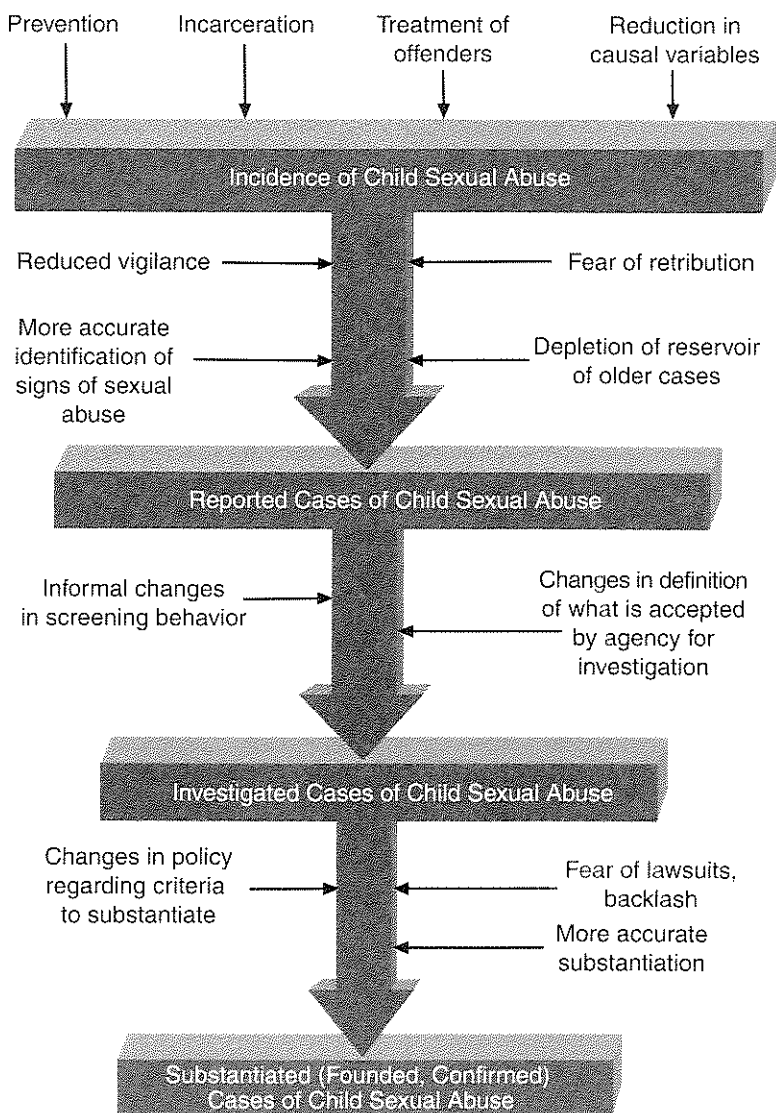 Prevention
Incarceration
Treatment of
offenders
Reduction in
causal variables
Incidence of Child Sexual Abuse
Reduced vigilance
Fear of retribution
More accurate
identification of
signs of sexual
abuse
Depletion of reservoir
of older cases
Reported Cases of Child Sexual Abuse
Informal changes
in screening behavior
Changes in definition
of what is accepted
by agency for
investigation
Investigated Cases of Child Sexual Abuse
Changes in policy
regarding criteria
to substantiate
Fear of lawsuits,
backlash
More accurate
substantiation
Substantiated (Founded, Confirmed)
Cases of Child Sexual Abuse